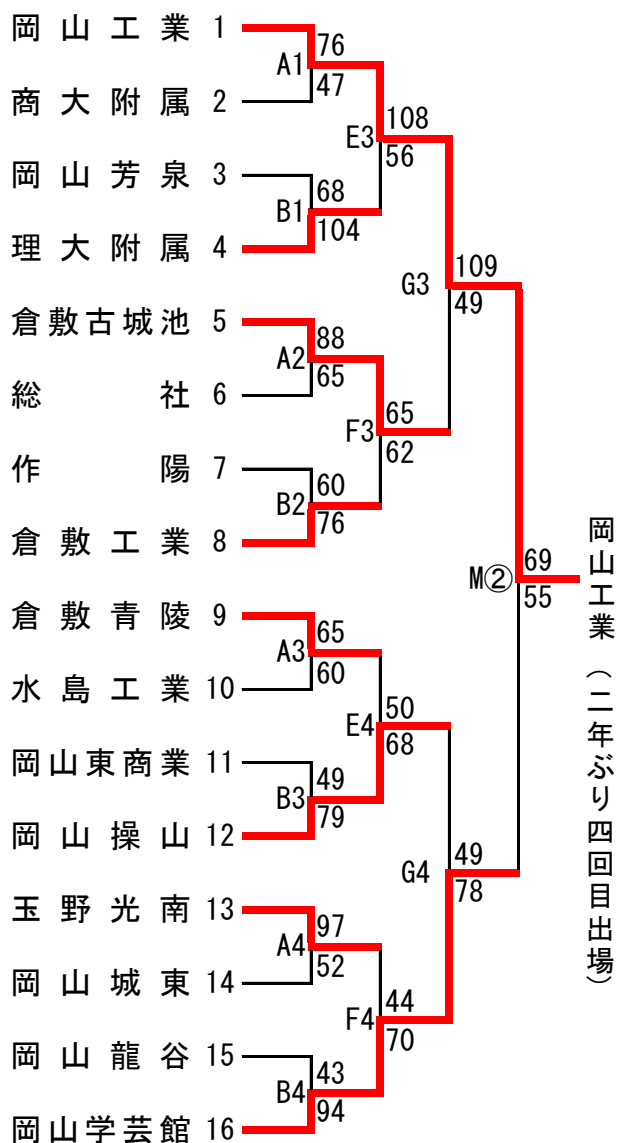 岡山工業 1
76
A1
47
商大附属 2
108
E3
56
岡山芳泉 3
68
B1
104
理大附属 4
109
G3
49
倉敷古城池 5
88
A2
65
総社 6
65
F3
62
作陽 7
60
B2
76
倉敷工業 8
69
M②
55
岡山工業（二年ぶり四回目出場）
倉敷青陵 9
65
A3
60
水島工業 10
50
E4
68
岡山東商業 11
49
B3
79
岡山操山 12
49
G4
78
玉野光南 13
97
A4
52
岡山城東 14
44
F4
70
岡山龍谷 15
43
B4
94
岡山学芸館 16